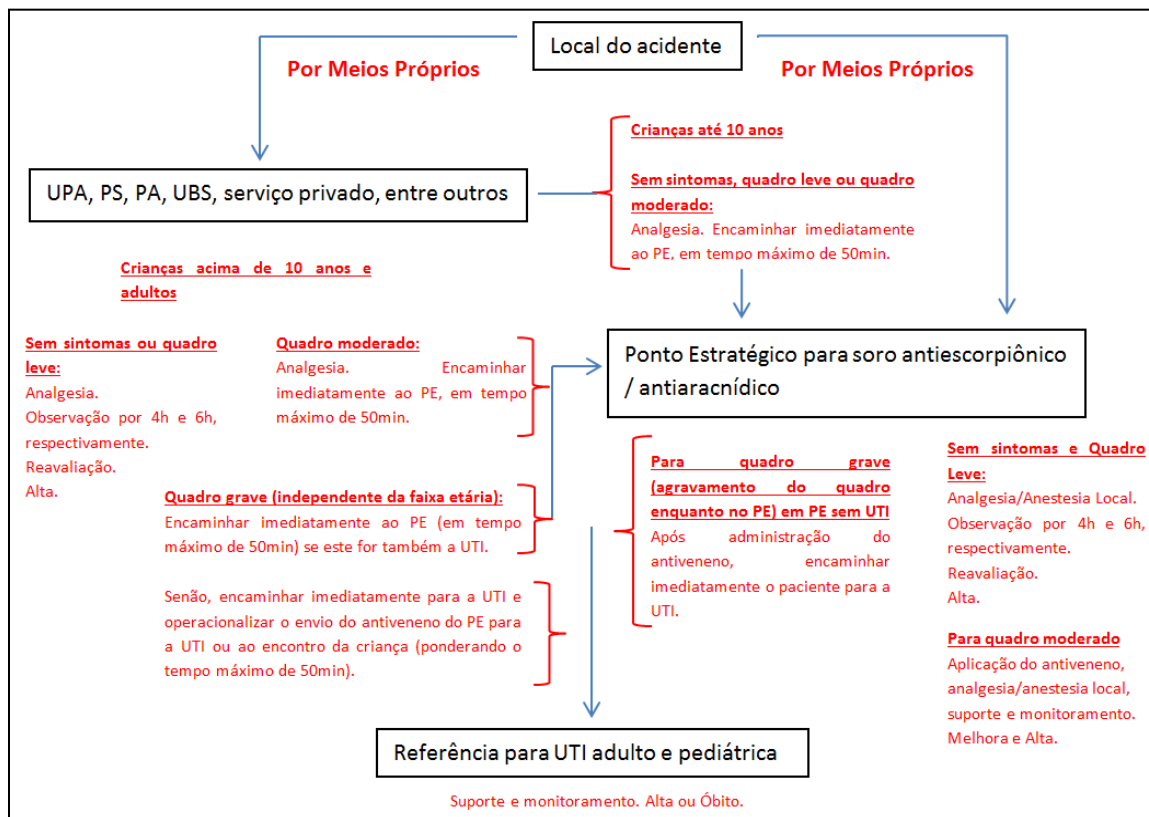 Local do acidente
Por Meios Próprios
Por Meios Próprios
Crianças até 10 anos
Sem sintomas, quadro leve ou quadro
moderado:
Analgesia. Encaminhar imediatamente
ao PE, em tempo máximo de 50min.
UPA, PS, PA, UBS, serviço privado, entre outros
Crianças acima de 10 anos e
adultos
Sem sintomas ou quadro
leve:
Analgesia.
Observação por 4h e 6h,
respectivamente.
Reavaliação.
Alta.
Quadro moderado:
Analgesia. Encaminhar
imediatamente ao PE, em tempo
máximo de 50min.
Ponto Estratégico para soro antiescorpiônico
/ antiaracnídico
Quadro grave (independente da faixa etária):
Encaminhar imediatamente ao PE (em tempo
máximo de 50min) se este for também a UTI.
Senão, encaminhar imediatamente para a UTI e
operacionalizar o envio do antiveneno do PE para
a UTI ou ao encontro da criança (ponderando o
tempo máximo de 50min).
Para quadro grave
(agravamento do quadro
enquanto no PE) em PE sem UTI
Após administração do
antiveneno, encaminhar
imediatamente o paciente para a
UTI.
Sem sintomas e Quadro
Leve:
Analgesia/Anestesia Local.
Observação por 4h e 6h,
respectivamente.
Reavaliação.
Alta.
Para quadro moderado
Aplicação do antiveneno,
analgesia/anestesia local,
suporte e monitoramento.
Melhora e Alta.
Referência para UTI adulto e pediátrica
Suporte e monitoramento. Alta ou Óbito.